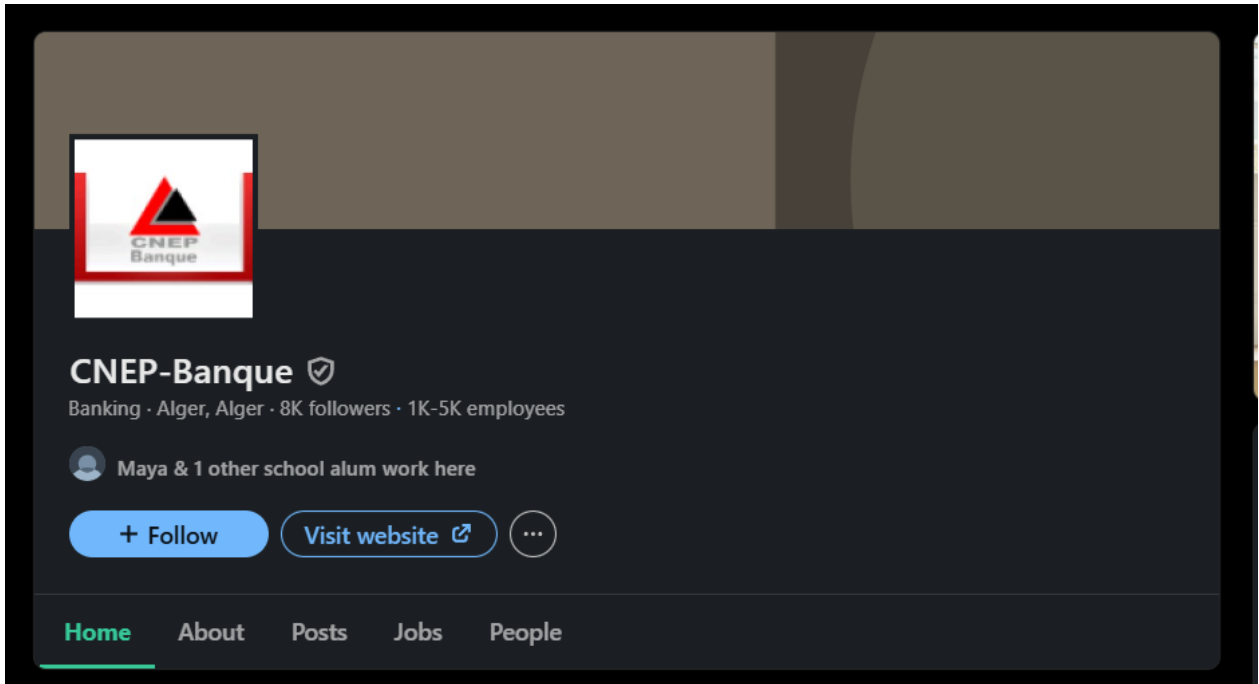 CNEP
Banque
CNEP-Banque
Banking · Alger, Alger · 8K followers · 1K-5K employees
Maya & 1 other school alum work here
+ Follow
Visit website
Home About Posts Jobs People